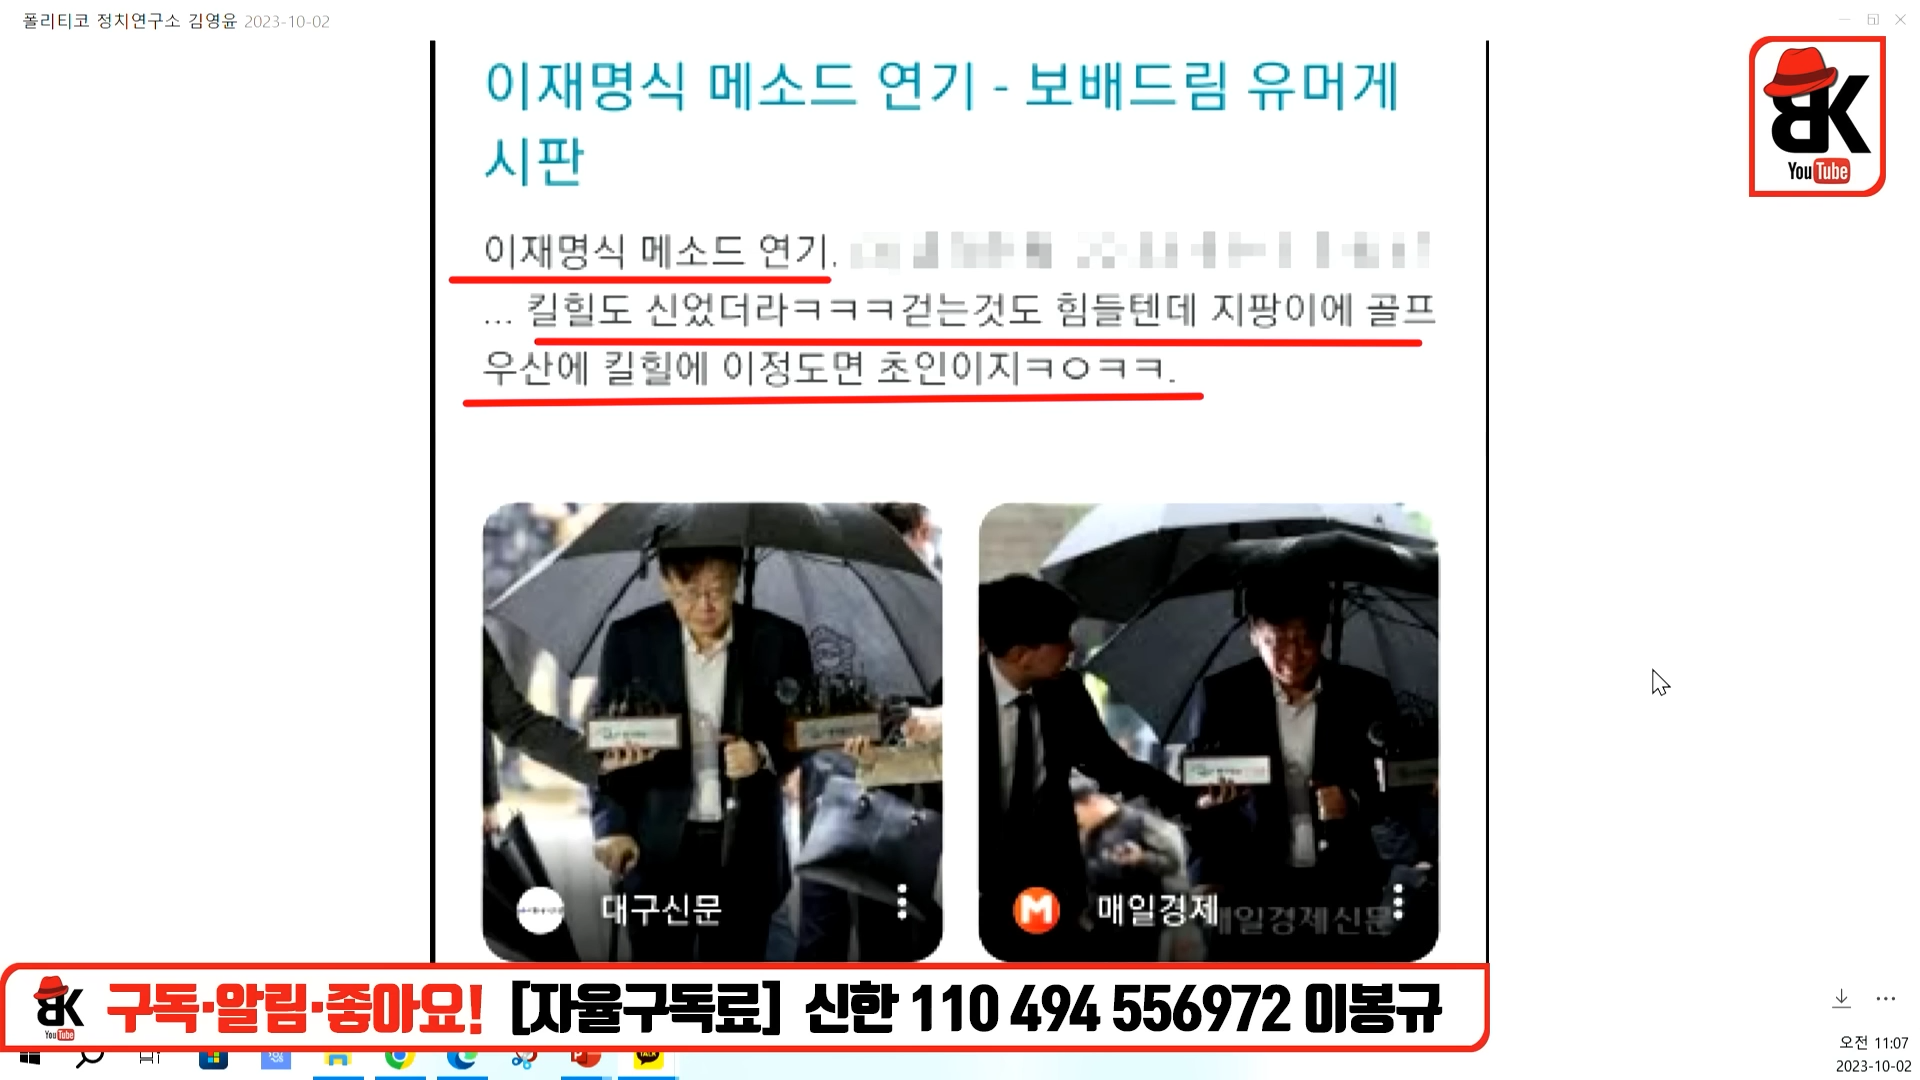 폴리티코 정치연구소 김영윤 2023-10-02
BK
YouTube
이재명식 메소드 연기 - 보배드림 유머게
시판
이재명식 메소드 연기.
... 킬힐도 신었더라ㅋㅋㅋ걷는것도 힘들텐데 지팡이에 골프
우산에 킬힐에 이정도면 초인이지ㅋㅇㅋㅋ.
대구신문
매일경제
매일경제신문
BK
YouTube
구독·알림·좋아요! [자율구독료] 신한 110 494 556972 이봉규
TALK
오전 11:07
2023-10-02